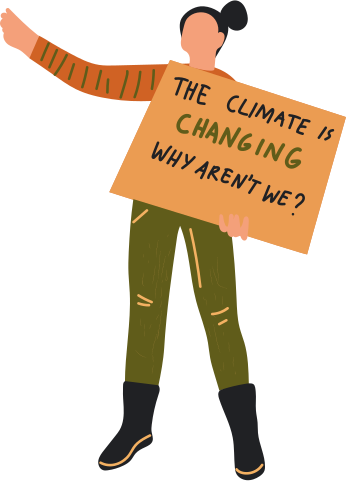 THE CLIMATE IS
CHANGING
WHY AREN'T WE?